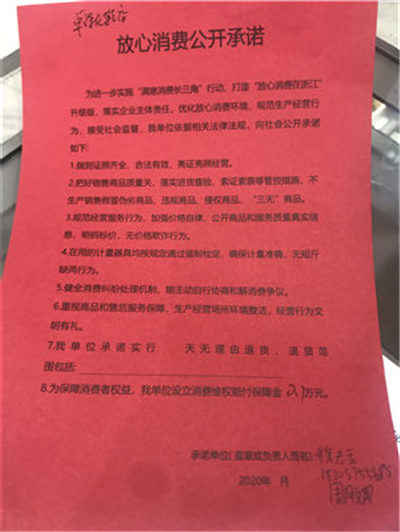 放心消费公开承诺
为进一步实施“满意消费长三角”行动，打造“放心消费在浙江”
升级版，落实企业主体责任，优化放心消费环境，规范生产经营行
为，接受社会监督，我单位依据相关法律法规，向社会公开承诺
如下：
1.做到证照齐全、合法有效，亮证亮照经营。
2.把好销售商品质量关，落实进货查验、索证索票等管控措施，不
生产销售假冒伪劣商品、违规商品、侵权商品、“三无”商品。
3.规范经营服务行为，加强价格自律，公开商品和服务质量真实信
息，明码标价，无价格欺诈行为。
4.在用的计量器具均按规定通过强制检定，确保计量准确，无短斤
缺两行为。
5.健全消费纠纷处理机制，能主动自行协商和解消费争议。
6.重视商品和售后服务保障，生产经营场所环境整洁，经营行为文
明有礼。
7.我单位承诺实行 天无理由退货，退货范
围包括：
8.为保障消费者权益，我单位设立消费维权赔付保障金 万元。
承诺单位(盖章或负责人签名)：
2020年 月